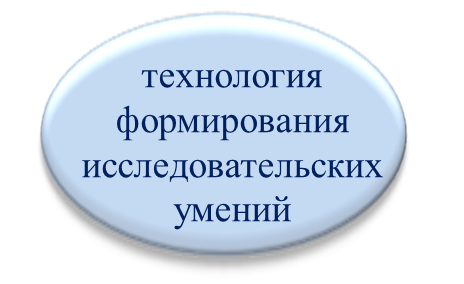 технология
формирования
исследовательских
умений